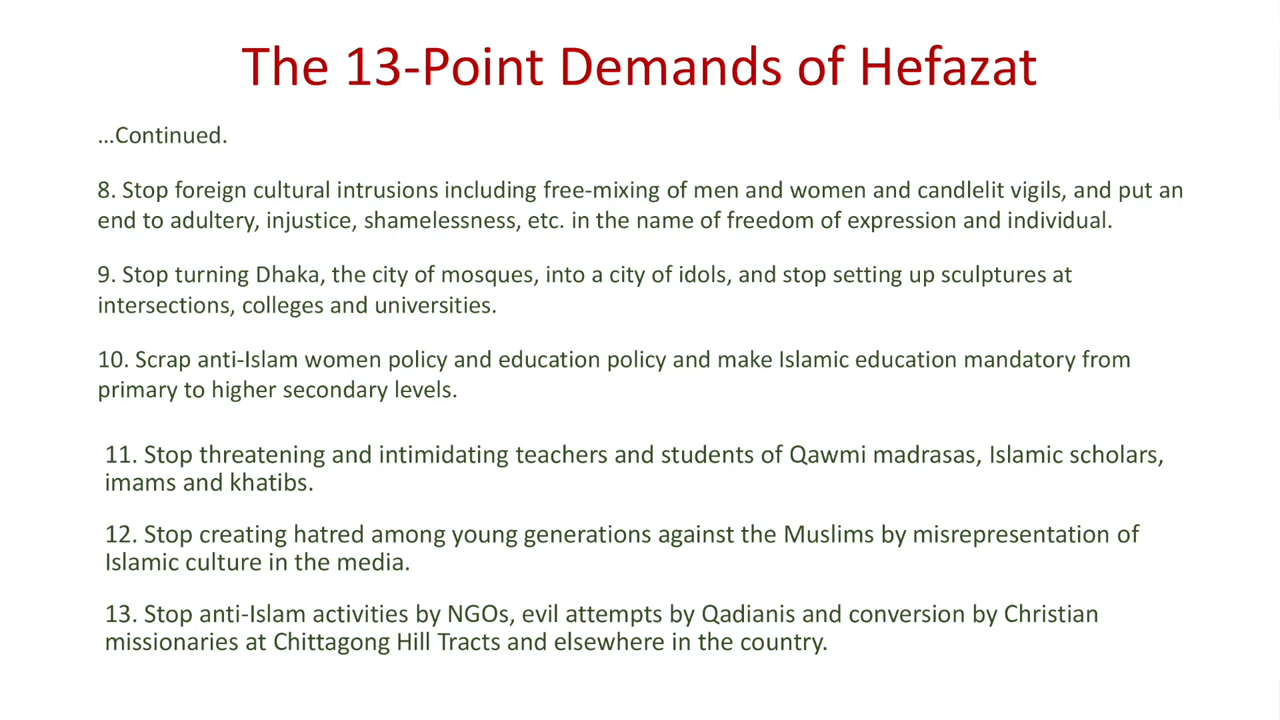 The 13-Point Demands of Hefazat
…Continued.
8. Stop foreign cultural intrusions including free-mixing of men and women and candlelit vigils, and put an
end to adultery, injustice, shamelessness, etc. in the name of freedom of expression and individual.
9. Stop turning Dhaka, the city of mosques, into a city of idols, and stop setting up sculptures at
intersections, colleges and universities.
10. Scrap anti-Islam women policy and education policy and make Islamic education mandatory from
primary to higher secondary levels.
11. Stop threatening and intimidating teachers and students of Qawmi madrasas, Islamic scholars,
imams and khatibs.
12. Stop creating hatred among young generations against the Muslims by misrepresentation of
Islamic culture in the media.
13. Stop anti-Islam activities by NGOs, evil attempts by Qadianis and conversion by Christian
missionaries at Chittagong Hill Tracts and elsewhere in the country.